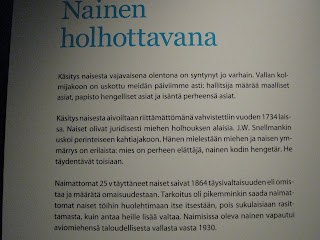 Nainen
holhottavana
Käsitys naisesta vajavaisena olentona on syntynyt jo varhain. Vallan kol-
mijakoon on uskottu meidän päiviimme asti: hallitsija määrää maalliset
asiat, papisto hengelliset asiat ja isäntä perheensä asiat.
Käsitys naisesta aivoiltaan riittämättömänä vahvistettiin vuoden 1734 lais-
sa. Naiset olivat juridisesti miehen holhouksen alaisia. J.W. Snellmankin
uskoi perinteiseen kahtiajakoon. Hänen mielestään miehen ja naisen ym-
märrys on erilaista: mies on perheen elättäjä, nainen kodin hengetär. He
täydentävät toisiaan.
Naimattomat 25 v täyttäneet naiset saivat 1864 täysivaltaisuuden eli omis-
taa ja määrätä omaisuudestaan. Tarkoitus oli pikemminkin saada naimat-
tomat naiset töihin huolehtimaan itse itsestään, pois sukulaisiaan rasit-
tamasta, kuin antaa heille lisää valtaa. Naimisissa oleva nainen vapautui
aviomiehensä taloudellisesta vallasta vasta 1930.